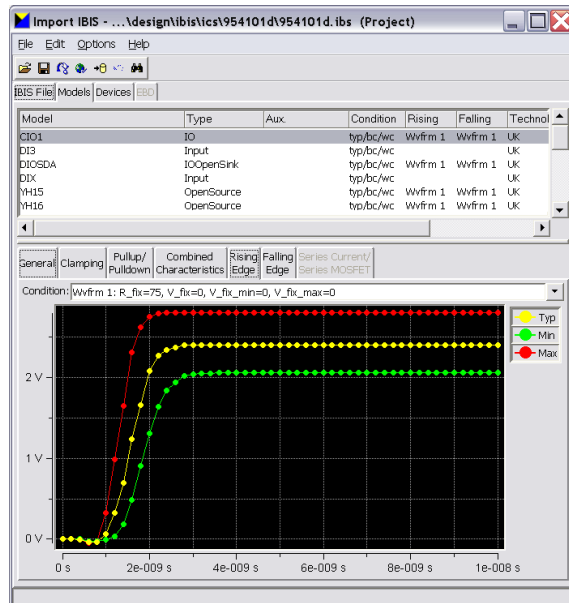 Import IBIS - ...\design\ibis\ics\954101d\954101d.ibs (Project)
File Edit Options Help
IBIS File Models Devices EBD
Model Type Aux. Condition Rising Falling Technol
CIO1 IO typ/bc/wc Wvfrm 1 Wvfrm 1 UK
DI3 Input typ/bc/wc UK
DIOSDA IOOpenSink typ/bc/wc Wvfrm 1 Wvfrm 1 UK
DIX Input typ/bc/wc UK
YH15 OpenSource typ/bc/wc Wvfrm 1 Wvfrm 1 UK
YH16 OpenSource typ/bc/wc Wvfrm 1 Wvfrm 1 UK
General Clamping Pullup/ Combined Rising Falling Series Current/
Pulldown Characteristics Edge Edge Series MOSFET
Condition: Wvfrm 1: R_fix=75, V_fix=0, V_fix_min=0, V_fix_max=0
Typ
Min
Max
2 V
1 V
0 V
0 s 2e-009 s 4e-009 s 6e-009 s 8e-009 s 1e-008 s